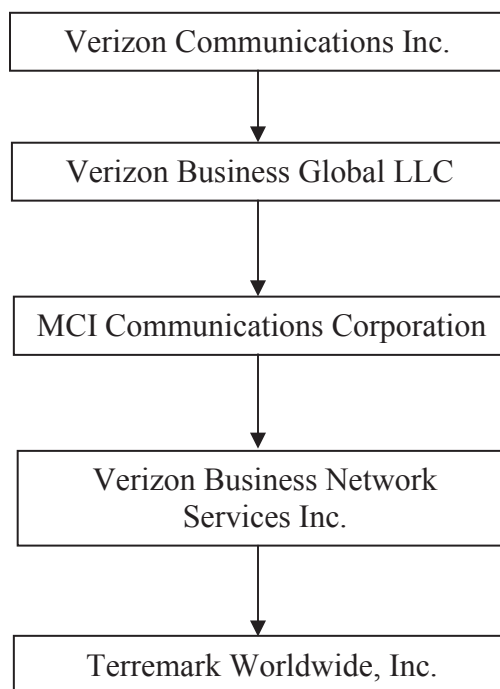 Verizon Communications Inc.
Verizon Business Global LLC
MCI Communications Corporation
Verizon Business Network
Services Inc.
Terremark Worldwide, Inc.